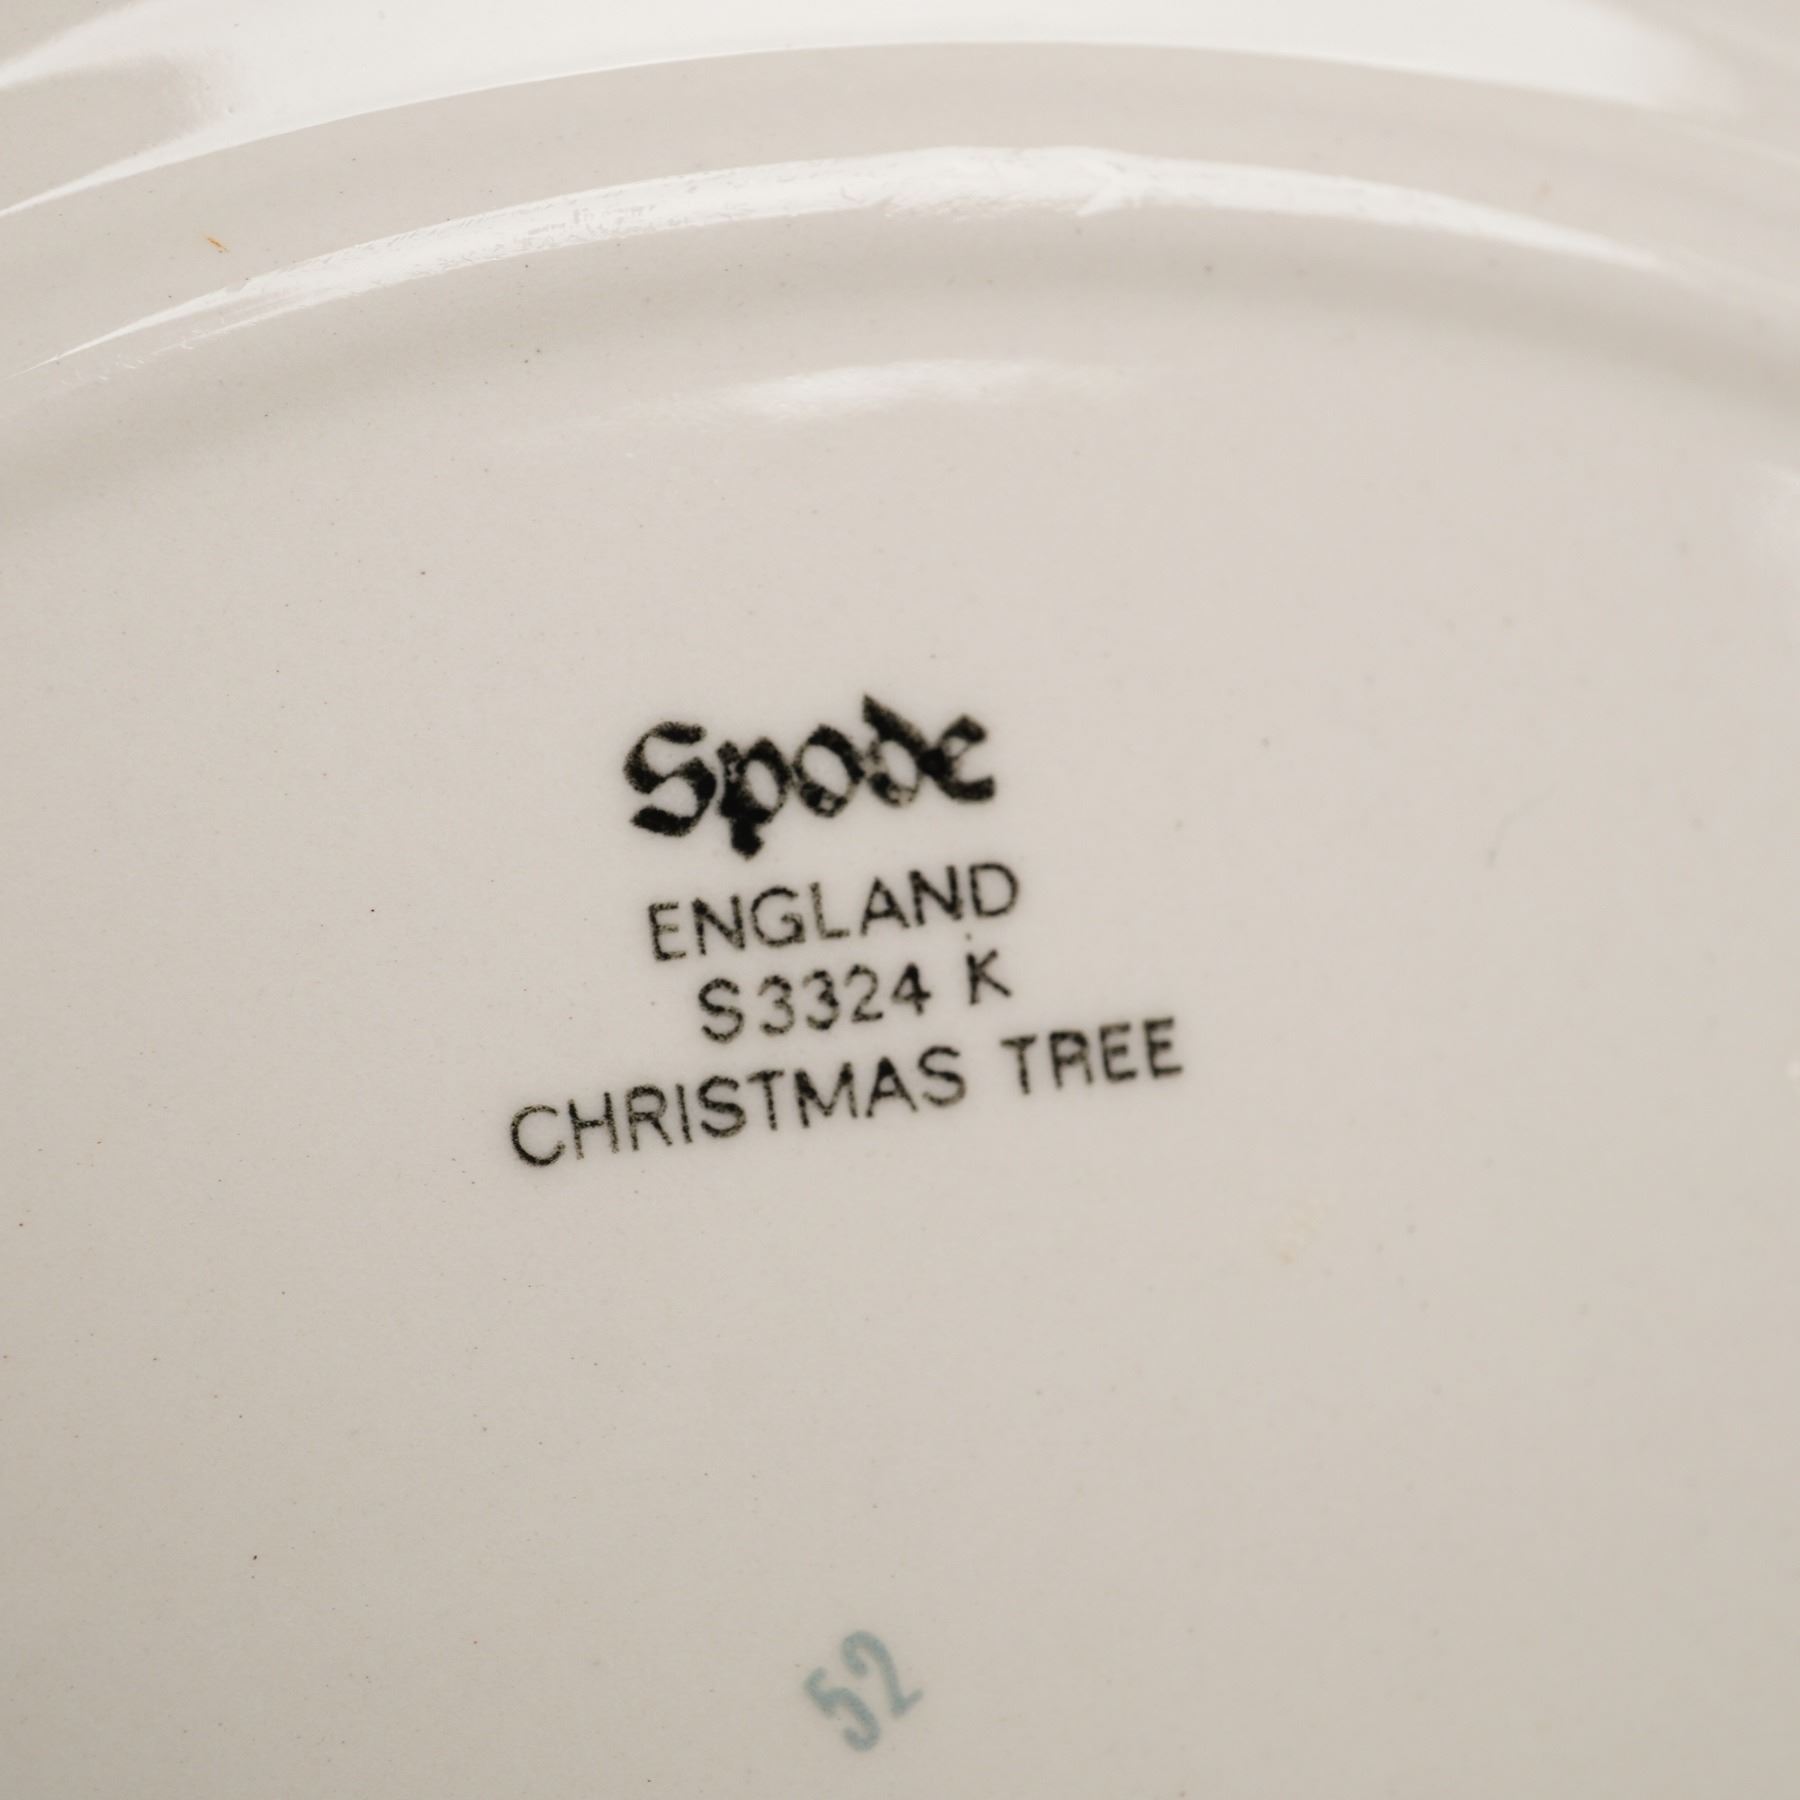 Spode
ENGLAND
S3324 K
CHRISTMAS TREE
52